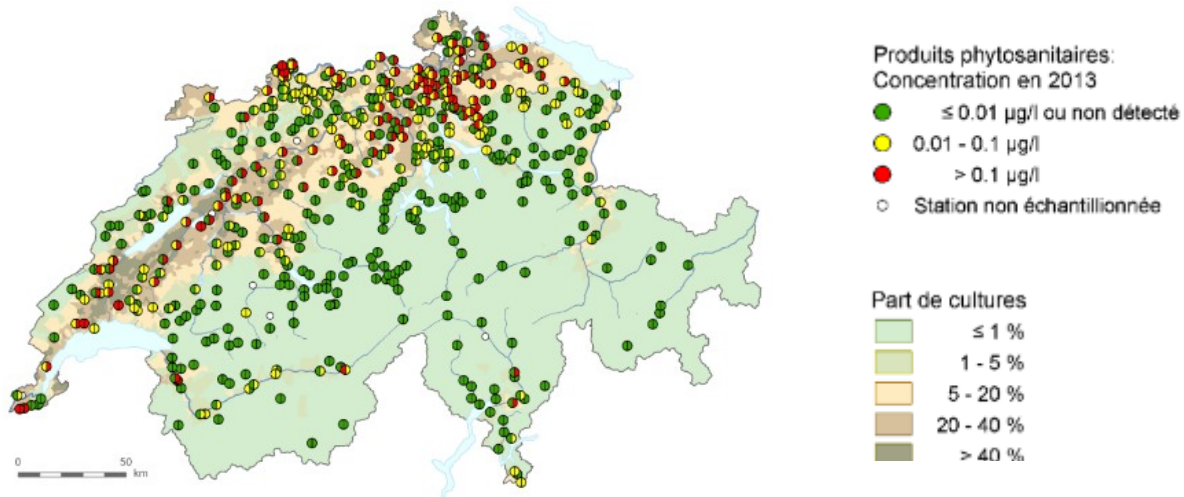 Produits phytosanitaires:
Concentration en 2013
≤ 0.01 µg/l ou non détecté
0.01 - 0.1 µg/l
> 0.1 µg/l
Station non échantillionnée
Part de cultures
≤ 1 %
1 - 5 %
5 - 20 %
20 - 40 %
> 40 %
0 50
km